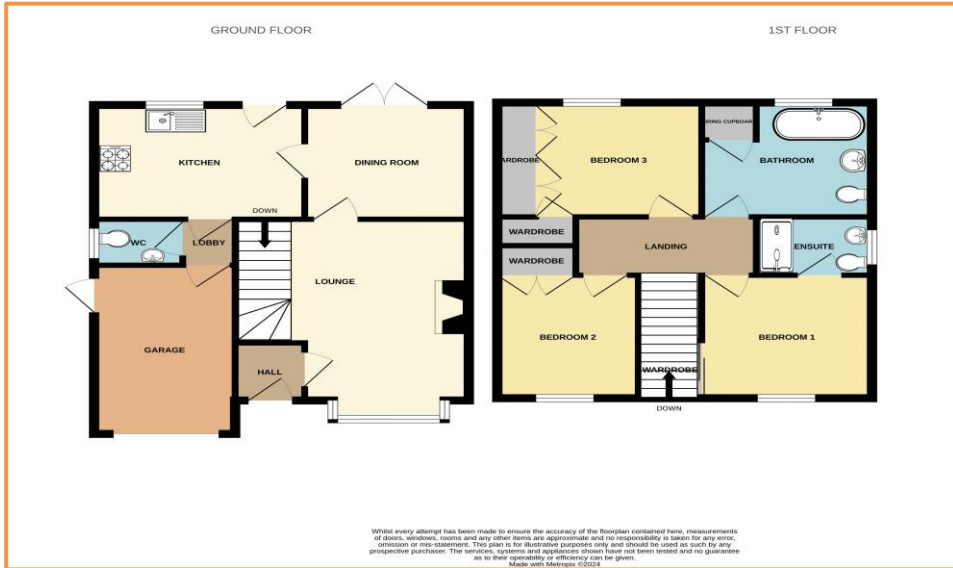 GROUND FLOOR
1ST FLOOR
KITCHEN
DINING ROOM
DOWN
WC
LOBBY
LOUNGE
GARAGE
HALL
ARDROBE
BEDROOM 3
IRING CUPBOAR
BATHROOM
WARDROBE
WARDROBE
LANDING
ENSUITE
BEDROOM 2
WARDROBE
BEDROOM 1
DOWN
Whilst every attempt has been made to ensure the accuracy of the floorplan contained here, measurements
of doors, windows, rooms and any other items are approximate and no responsibility is taken for any error,
omission or mis-statement. This plan is for illustrative purposes only and should be used as such by any
prospective purchaser. The services, systems and appliances shown have not been tested and no guarantee
as to their operability or efficiency can be given.
Made with Metropix ©2024